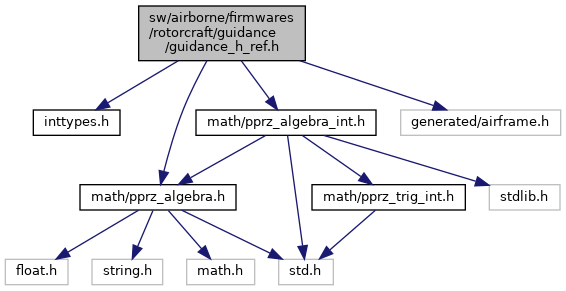 sw/airborne/firmwares
/rotorcraft/guidance
/guidance_h_ref.h
inttypes.h
math/pprz_algebra_int.h
generated/airframe.h
math/pprz_algebra.h
math/pprz_trig_int.h
stdlib.h
float.h
string.h
math.h
std.h